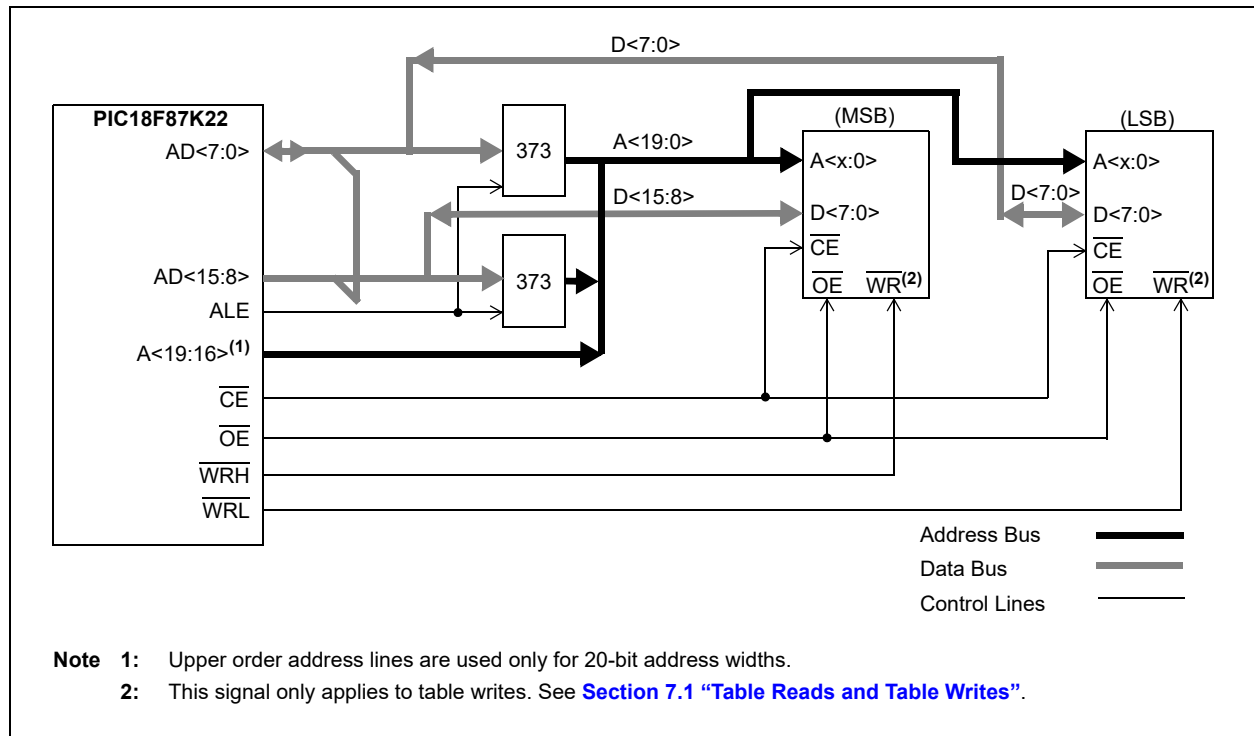 D<7:0>
PIC18F87K22
AD<7:0>
373
A<19:0>
(MSB)
A<x:0>
(LSB)
A<x:0>
D<15:8>
D<7:0>
D<7:0>
D<7:0>
CE
CE
AD<15:8>
373
OE WR(2)
OE WR(2)
ALE
A<19:16>(1)
CE
OE
WRH
WRL
Address Bus
Data Bus
Control Lines
Note 1: Upper order address lines are used only for 20-bit address widths.
2: This signal only applies to table writes. See Section 7.1 “Table Reads and Table Writes”.